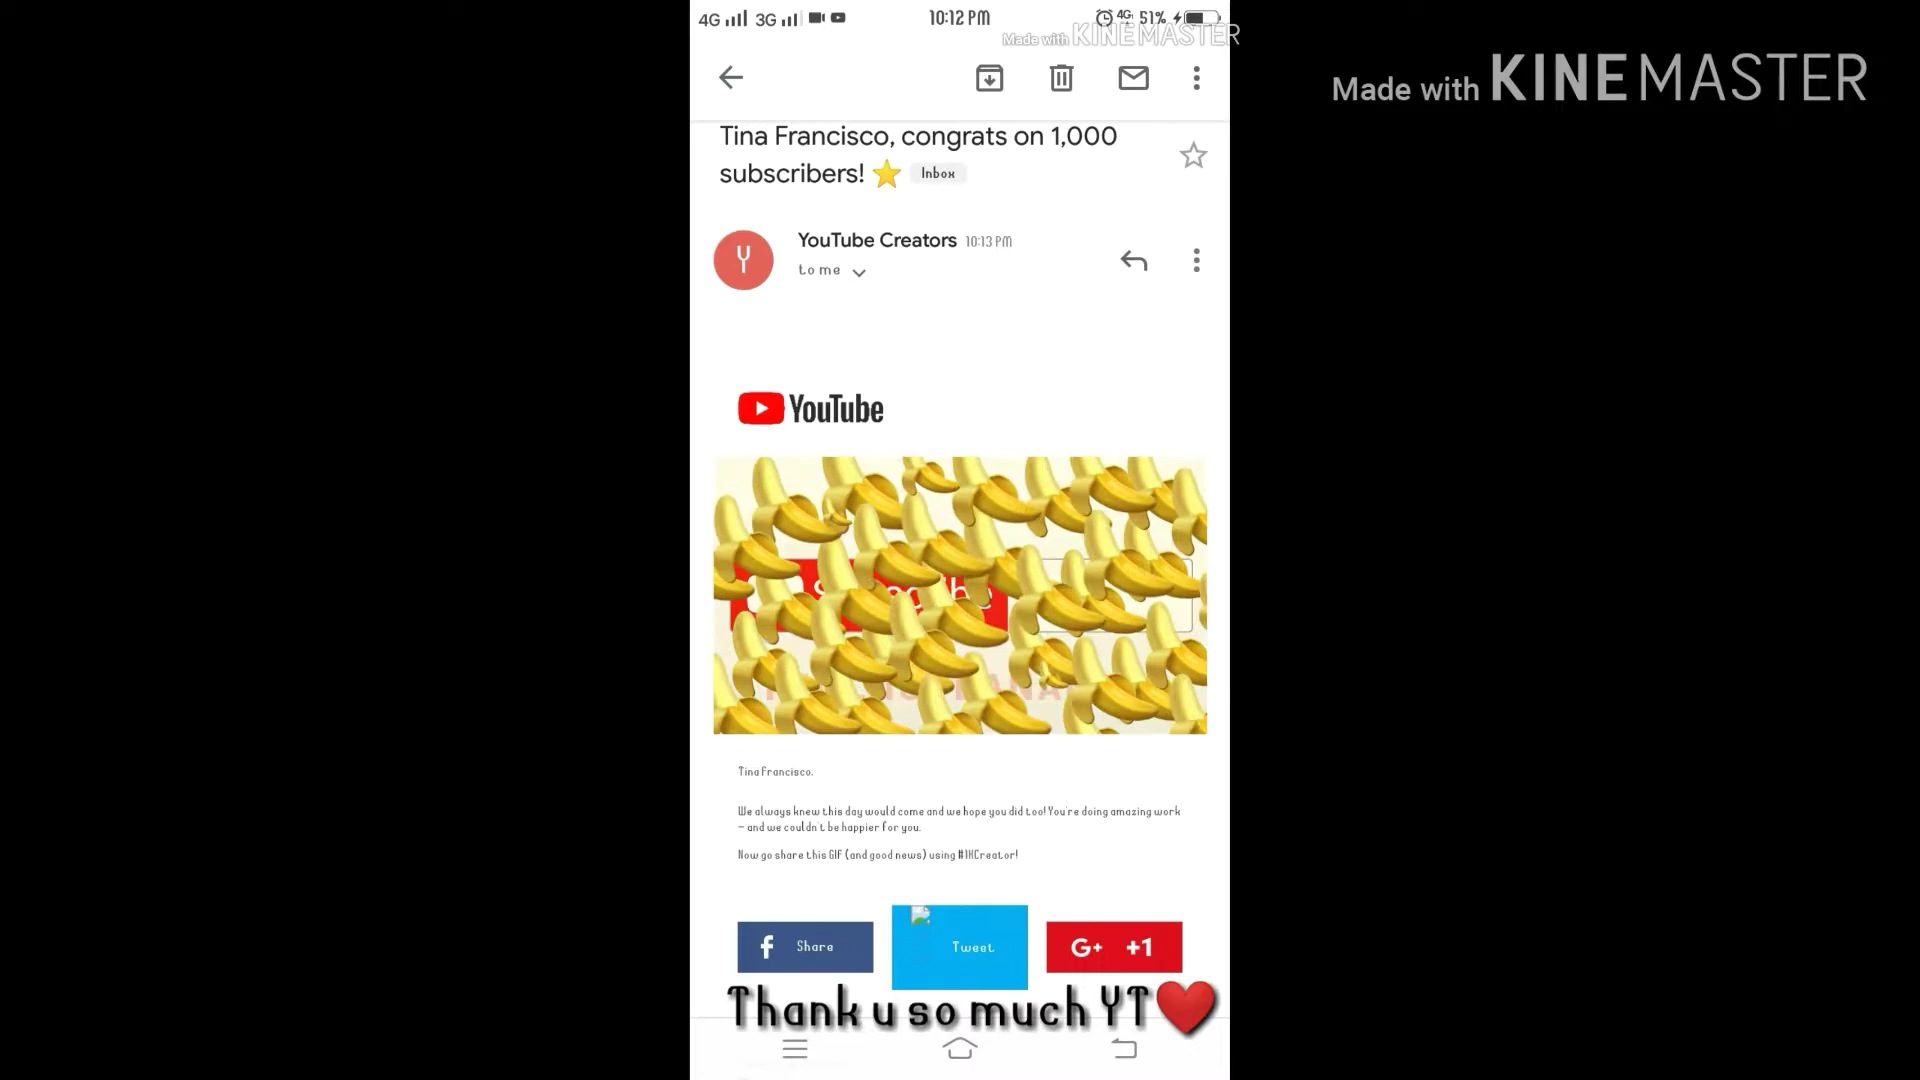 4G 3G 10:12 PM 4G 51%
Made with KINEMASTER
Made with KINEMASTER
Tina Francisco, congrats on 1,000
subscribers! ⭐ Inbox
Y YouTube Creators 10:13 PM
to me
YouTube
Tina Francisco,
We always knew this day would come and we hope you did too! You're doing amazing work
– and we couldn't be happier for you.
Now go share this GIF (and good news) using #1KCreator!
f Share
Tweet
G+ +1
Thank u so much YT❤️